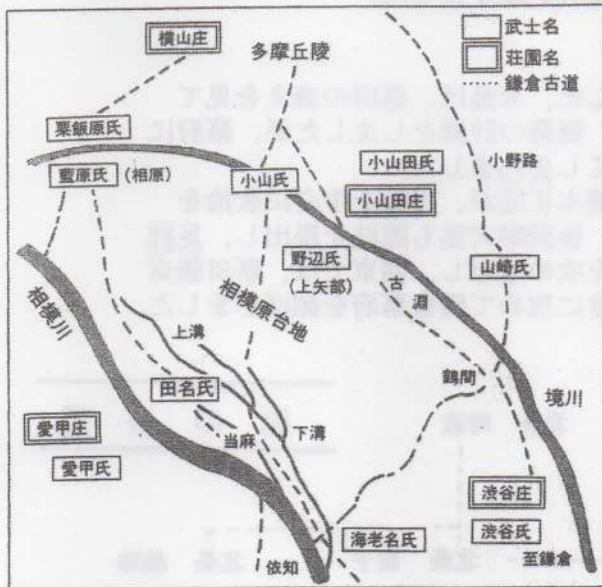 武士名
荘園名
鎌倉古道
横山庄
多摩丘陵
粟飯原氏
藍原氏(相原)
小山氏
小山田氏
小山田庄
小野路
野辺氏
(上矢部)
山崎氏
古淵
相模川
相模原台地
上溝
田名氏
鶴間
境川
下溝
当麻
愛甲庄
愛甲氏
渋谷庄
渋谷氏
海老名氏
依知
至鎌倉